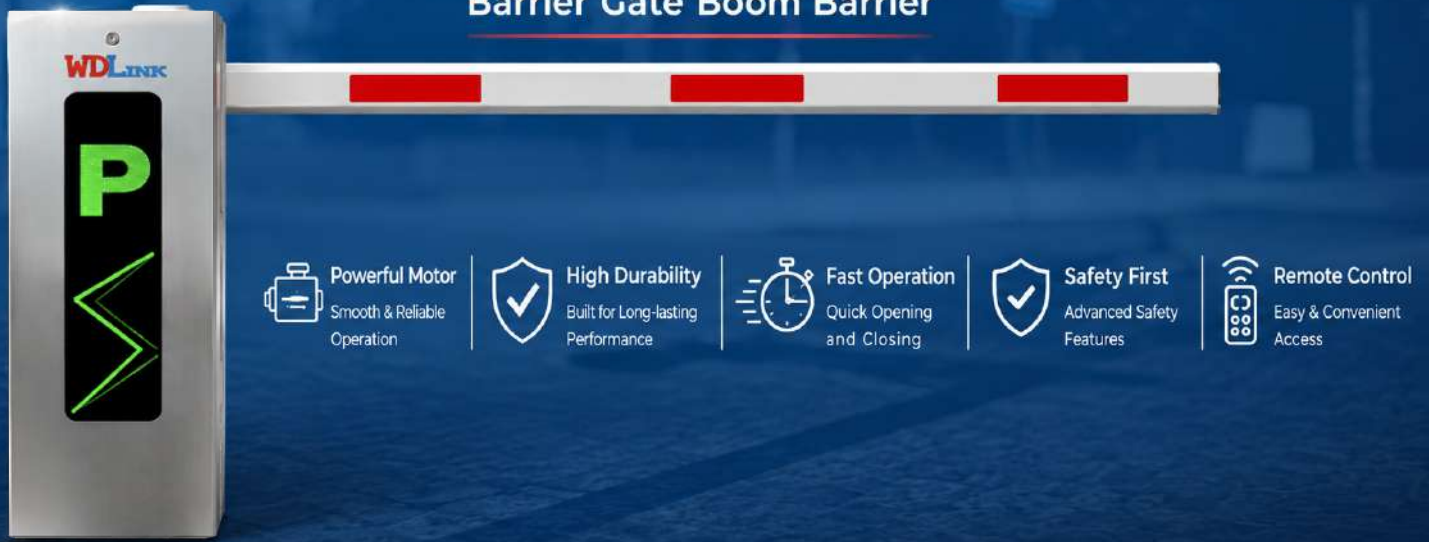 Barrier Gate Boom Barrier
WDLINK
P
Powerful Motor
Smooth & Reliable
Operation
High Durability
Built for Long-lasting
Performance
Fast Operation
Quick Opening
and Closing
Safety First
Advanced Safety
Features
Remote Control
Easy & Convenient
Access